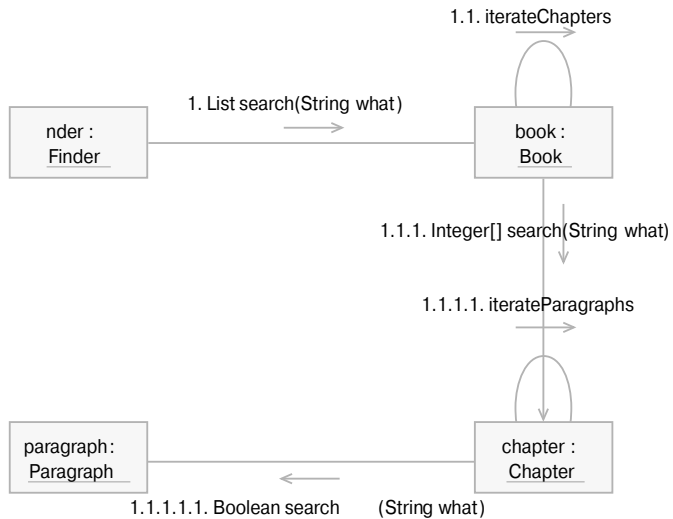 1.1. iterateChapters
1. List search(String what)
nder :
Finder
book :
Book
1.1.1. Integer[] search(String what)
1.1.1.1. iterateParagraphs
paragraph:
Paragraph
chapter :
Chapter
1.1.1.1.1. Boolean search (String what)